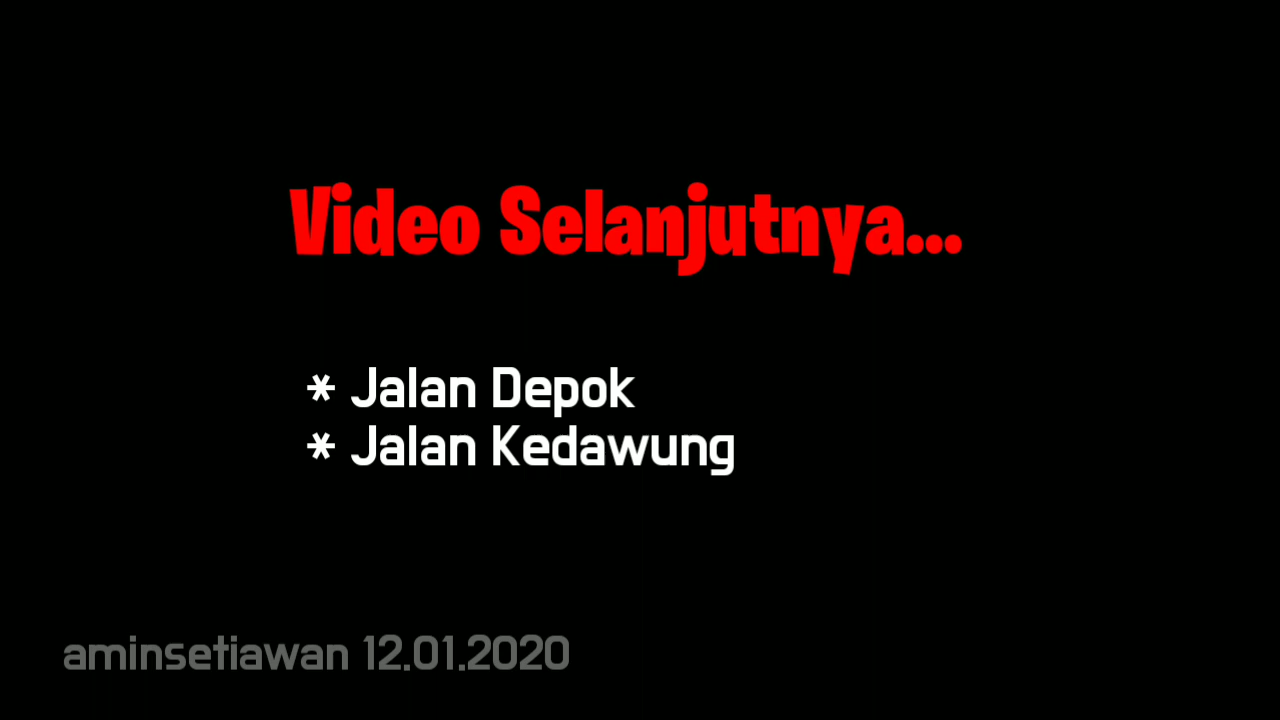 Video Selanjutnya...
* Jalan Depok
* Jalan Kedawung
aminsetiawan 12.01.2020